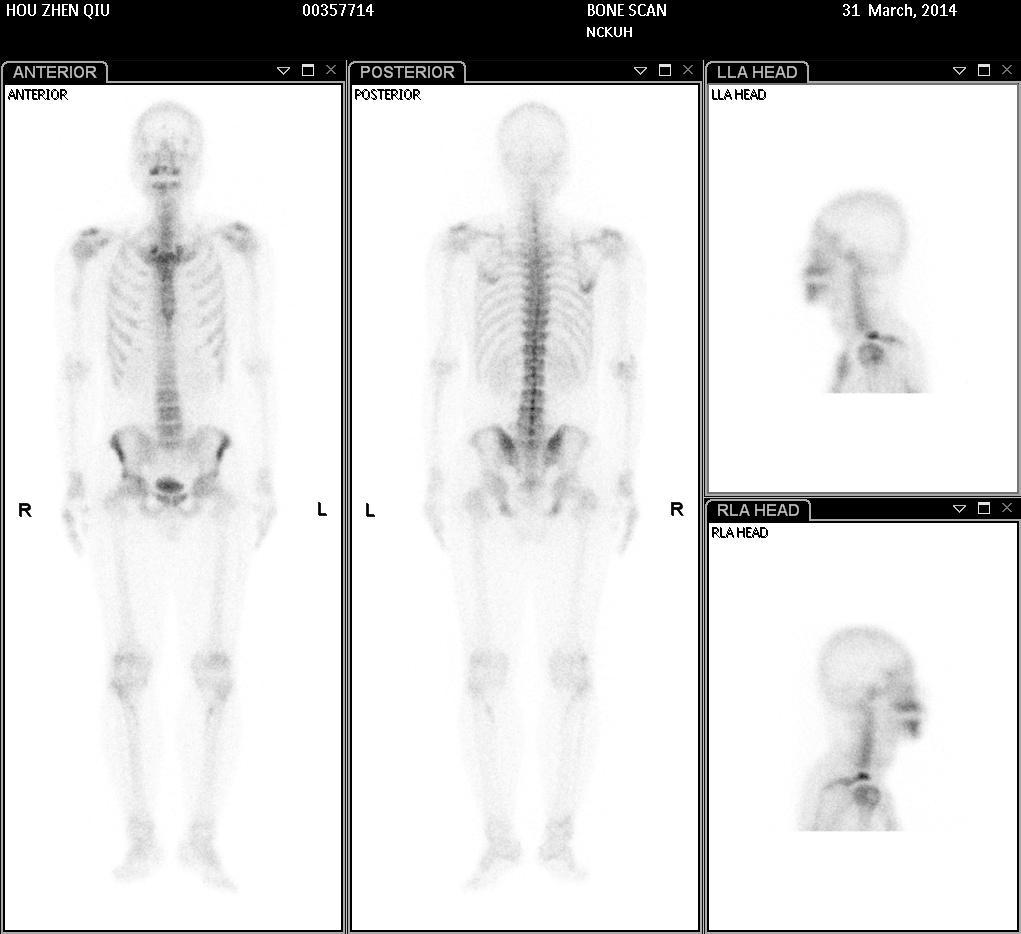 HOU ZHEN QIU 00357714 BONE SCAN 31 March, 2014
NCKUH
ANTERIOR
ANTERIOR
R L
POSTERIOR
POSTERIOR
L R
LLA HEAD
LLA HEAD
RLA HEAD
RLA HEAD